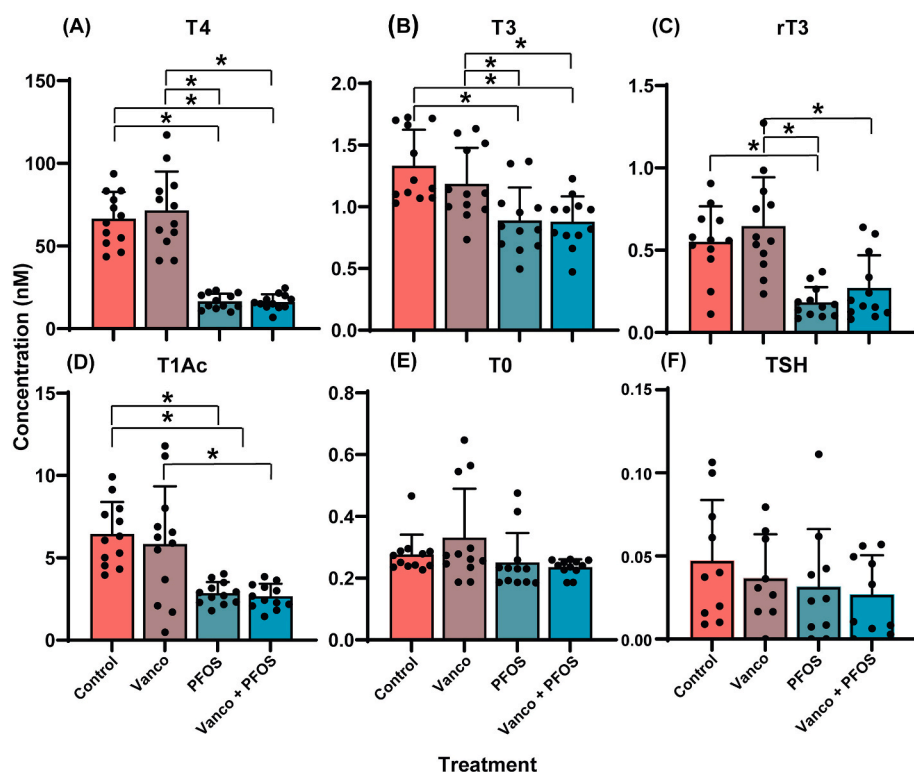 (A) T4
(B) T3
(C) rT3
150
100
50
0
* * * *
2.0
1.5
1.0
0.5
0.0
* * * *
1.5
1.0
0.5
0.0
* * *
Concentration (nM)
(D) T1Ac
(E) T0
(F) TSH
15
10
5
0
* * *
0.8
0.6
0.4
0.2
0.0
0.15
0.10
0.05
0.00
Control Vanco PFOS Vanco + PFOS
Control Vanco PFOS Vanco + PFOS
Control Vanco PFOS Vanco + PFOS
Treatment